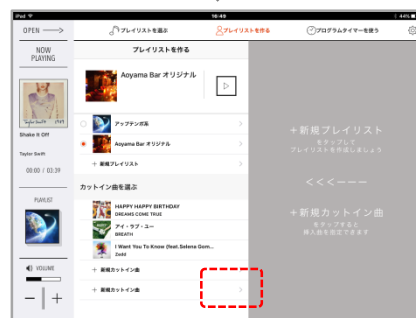 iPad
16:49
44%
OPEN
プレイリストを選ぶ
プレイリストを作る
プログラムタイマーを使う
NOW
PLAYING
Taylor Swift 1989
Shake It Off
Taylor Swift
00:00 / 03:39
PLAYLIST
VOLUME
− | +
プレイリストを作る
Aoyama Bar オリジナル
アップテンポ系
Aoyama Bar オリジナル
+ 新規プレイリスト
カットイン曲を選ぶ
HAPPY HAPPY BIRTHDAY
DREAMS COME TRUE
アイ・ラブ・ユー
BREATH
I Want You To Know (feat.Selena Gom...
Zedd
+ 新規カットイン曲
+ 新規カットイン曲
+新規プレイリスト
をタップして
プレイリストを作成しましょう
<<<---
+新規カットイン曲
をタップすると
挿入曲を設定できます